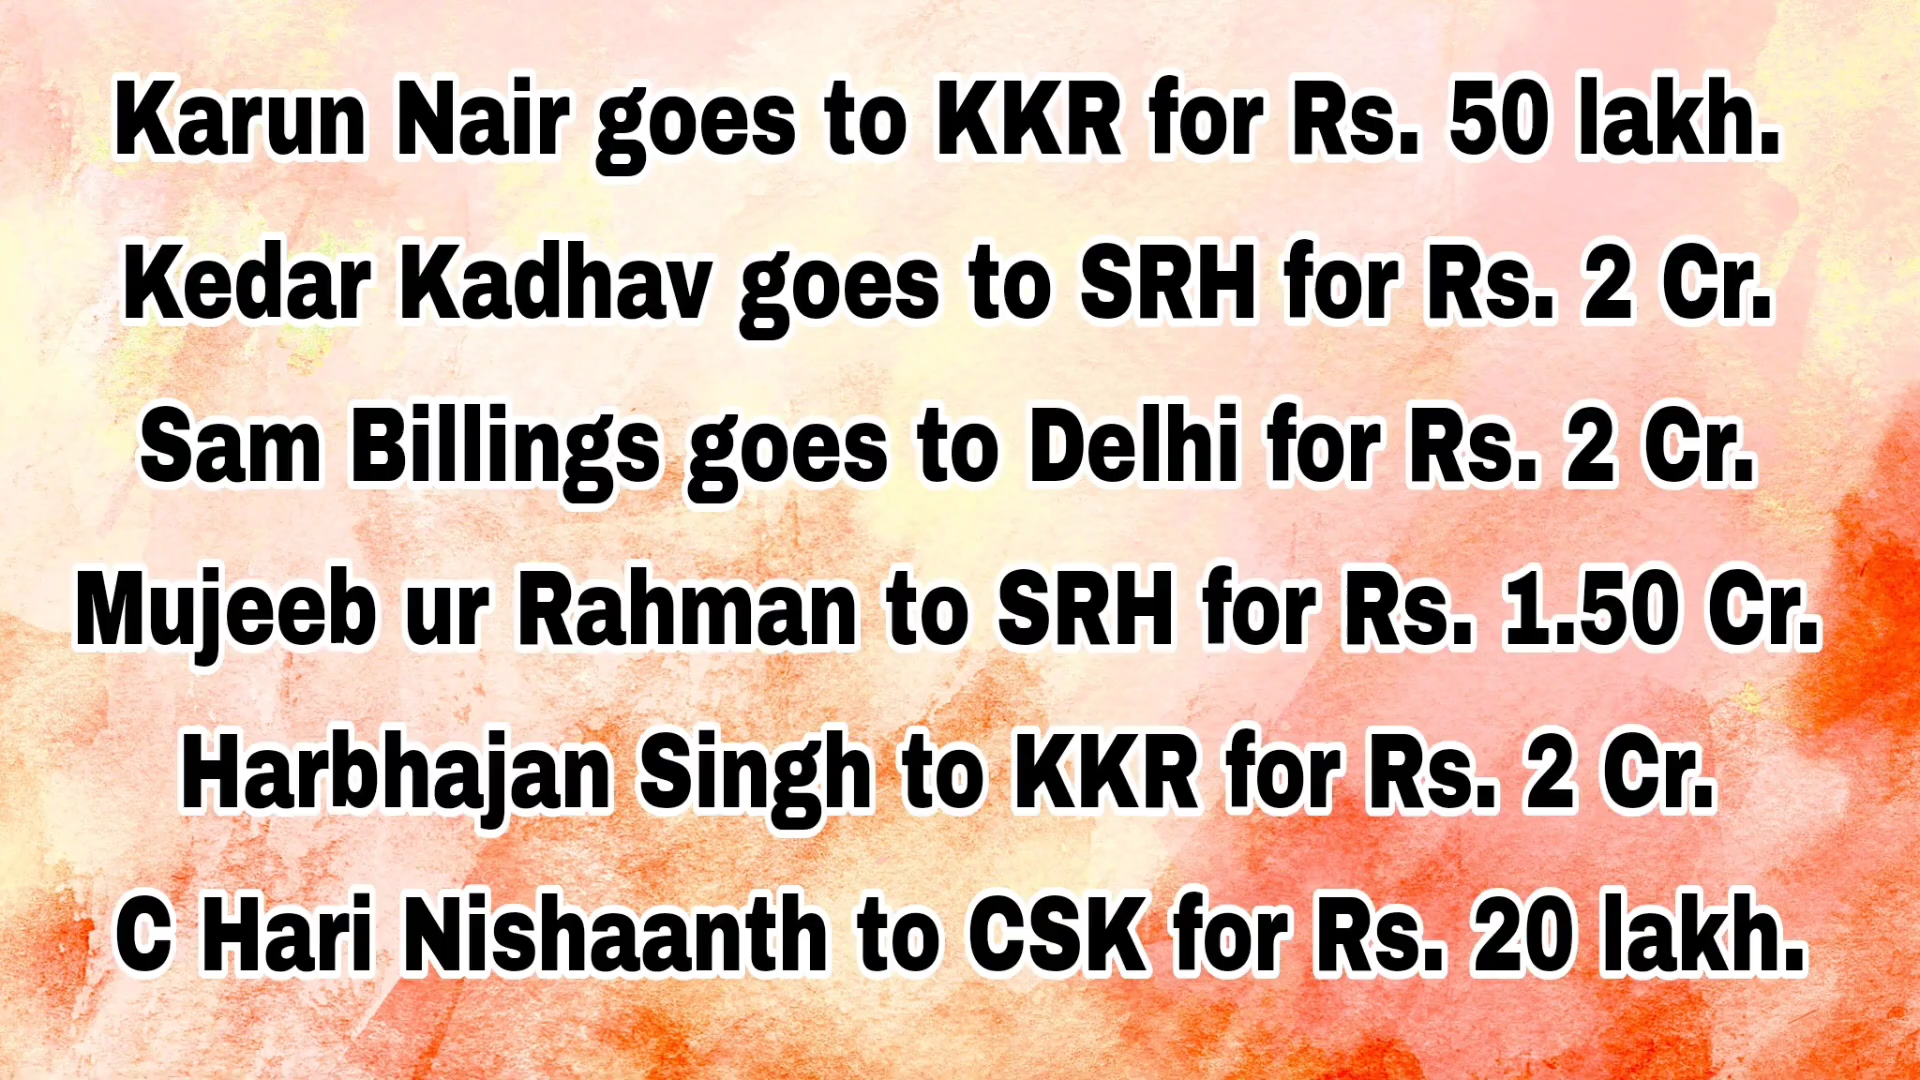 Karun Nair goes to KKR for Rs. 50 lakh.
Kedar Kadhav goes to SRH for Rs. 2 Cr.
Sam Billings goes to Delhi for Rs. 2 Cr.
Mujeeb ur Rahman to SRH for Rs. 1.50 Cr.
Harbhajan Singh to KKR for Rs. 2 Cr.
C Hari Nishaanth to CSK for Rs. 20 lakh.